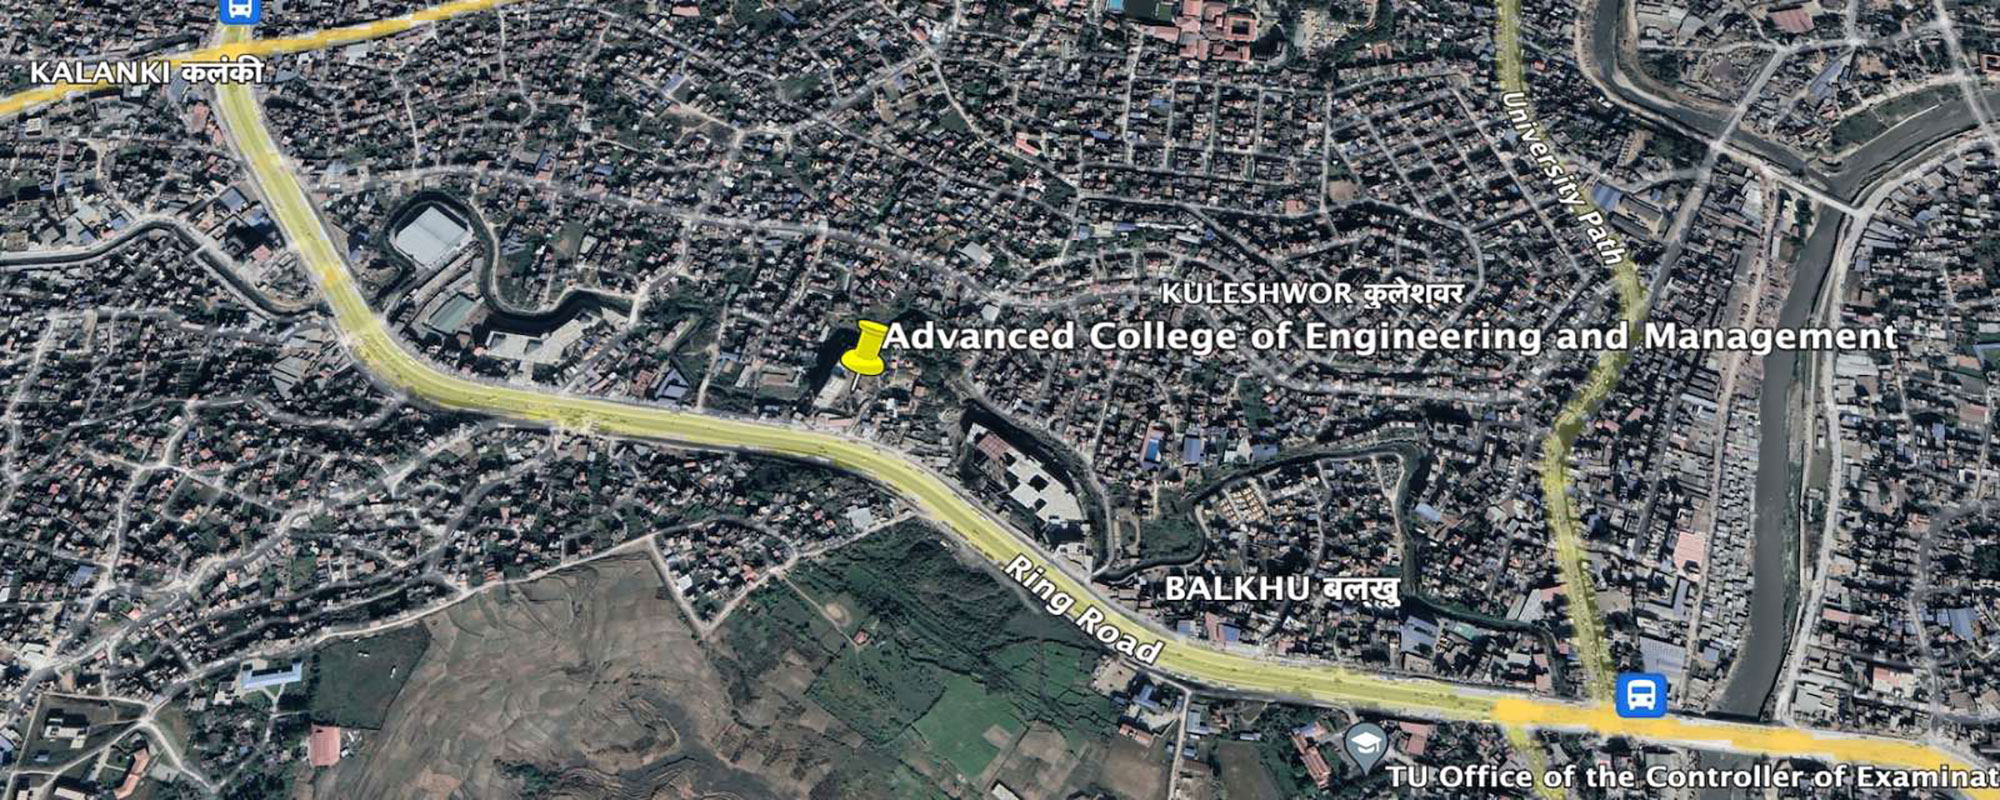 KALANKI कलंकी
University Path
KULESHWOR कुलेशवर
Advanced College of Engineering and Management
Ring Road
BALKHU बल्खु
TU Office of the Controller of Examinat